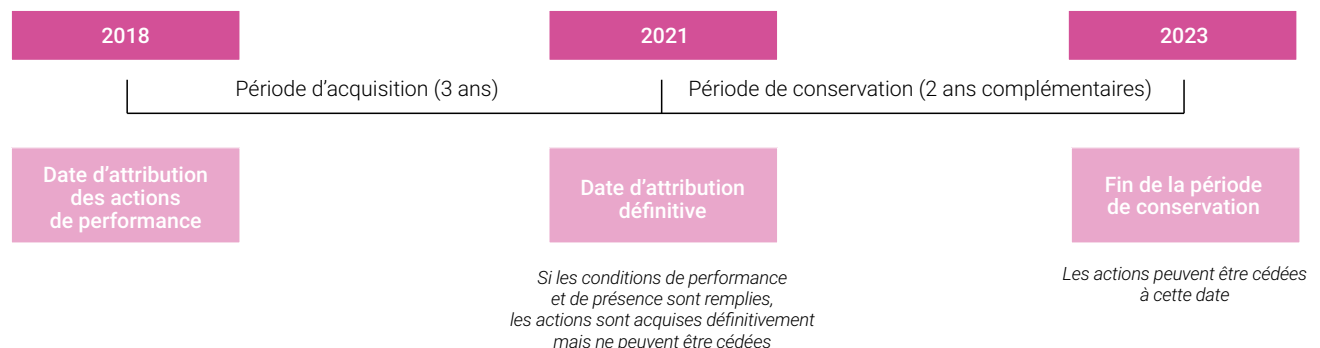 2018
2021
2023
Période d'acquisition (3 ans)
Période de conservation (2 ans complémentaires)
Date d'attribution
des actions
de performance
Date d'attribution
définitive
Fin de la période
de conservation
Si les conditions de performance
et de présence sont remplies,
les actions sont acquises définitivement
mais ne peuvent être cédées
Les actions peuvent être cédées
à cette date